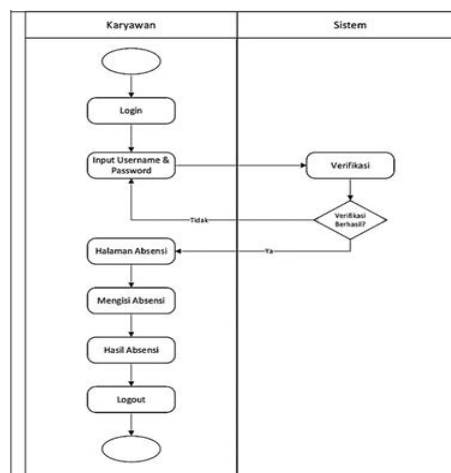 Karyawan
Sistem
Login
Input Username &
Password
Verifikasi
Verifikasi
Berhasil?
Tidak
Ya
Halaman Absensi
Mengisi Absensi
Hasil Absensi
Logout